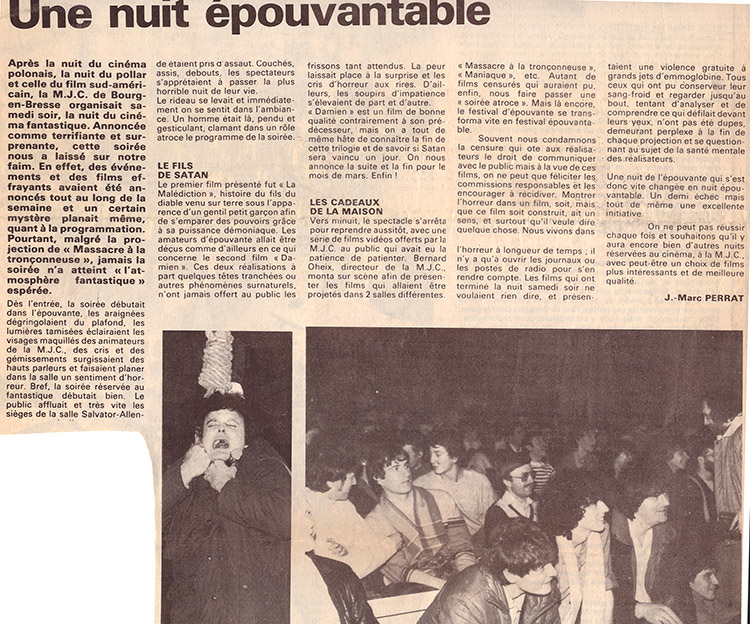 Une nuit épouvantable
Après la nuit du cinéma
polonais, la nuit du pollar
et celle du film sud-améri-
cain, la M.J.C. de Bourg-
en-Bresse organisait sa-
medi soir, la nuit du ciné-
ma fantastique. Annoncée
comme terrifiante et sur-
prenante, cette soirée
nous a laissé sur notre
faim. En effet, des événe-
ments et des films ef-
frayants avaient été an-
noncés tout au long de la
semaine et un certain
mystère planait même,
quant à la programmation.
Pourtant, malgré la pro-
jection de « Massacre à la
tronçonneuse », jamais la
soirée n'a atteint « l'at-
mosphère fantastique »
espérée.
Dès l'entrée, la soirée débutait
dans l'épouvante, les araignées
dégringolaient du plafond, les
lumières tamisées éclairaient les
visages maquillés des animateurs
de la M.J.C., des cris et des
gémissements surgissaient des
hauts parleurs et faisaient planer
dans la salle un sentiment d'hor-
reur. Bref, la soirée réservée au
fantastique débutait bien. Le
public affluait et très vite les
sièges de la salle Salvator-Allen-
de étaient pris d'assaut. Couchés,
assis, debouts, les spectateurs
s'apprêtaient à passer la plus
horrible nuit de leur vie.
Le rideau se levait et immédiate-
ment on se sentit dans l'ambian-
ce. Un homme était là, pendu et
gesticulant, clamant dans un rôle
atroce le programme de la soirée.
LE FILS
DE SATAN
Le premier film présenté fut « La
Malédiction », histoire du fils du
diable venu sur terre sous l'appa-
rence d'un gentil petit garçon afin
de s'emparer des pouvoirs grâce
à sa puissance démoniaque. Les
amateurs d'épouvante allait être
déçus comme d'ailleurs en ce qui
concerne le second film « Da-
mien ». Ces deux réalisations à
part quelques têtes tranchées ou
autres phénomènes surnaturels,
n'ont jamais offert au public les
frissons tant attendus. La peur
laissait place à la surprise et les
cris d'horreur aux rires. D'ail-
leurs, les soupirs d'impatience
s'élevaient de part et d'autre.
« Damien » est un film de bonne
qualité contrairement à son pré-
décesseur, mais on a tout de
même hâte de connaître la fin de
cette trilogie et de savoir si Satan
sera vaincu un jour. On nous
annonce la suite et la fin pour le
mois de mars. Enfin !
LES CADEAUX
DE LA MAISON
Vers minuit, le spectacle s'arrêta
pour reprendre aussitôt, avec une
série de films vidéos offerts par la
M.J.C. au public qui avait eu la
patience de patienter. Bernard
Oheix, directeur de la M.J.C.,
monta sur scène afin de présen-
ter les films qui allaient être
projetés dans 2 salles différentes.
« Massacre à la tronçonneuse »,
« Maniaque », etc. Autant de
films censurés qui auraient pu,
enfin, nous faire passer une
« soirée atroce ». Mais là encore,
le festival d'épouvante se trans-
forma vite en festival épouvanta-
ble.
Souvent nous condamnons
la censure qui ote aux réalisa-
teurs le droit de communiquer
avec le public mais à la vue de ces
films, on ne peut que féliciter les
commissions responsables et les
encourager à récidiver. Montrer
l'horreur dans un film, soit, mais
que ce film soit construit, ait un
sens, et surtout qu'il veule dire
quelque chose. Nous vivons dans
l'horreur à longueur de temps ; il
n'y a qu'à ouvrir les journaux ou
les postes de radio pour s'en
rendre compte. Les films qui ont
terminé la nuit samedi soir ne
voulaient rien dire, et présen-
taient une violence gratuite à
grands jets d'emmoglobine. Tous
ceux qui ont pu conserver leur
sang-froid et regarder jusqu'au
bout, tentant d'analyser et de
comprendre ce qui défilait devant
leurs yeux, n'ont pas été dupes,
demeurant perplexe à la fin de
chaque projection et se question-
nant au sujet de la santé mentale
des réalisateurs.
Une nuit de l'épouvante qui s'est
donc vite changée en nuit épou-
vantable. Un demi échec mais
tout de même une excellente
initiative.
On ne peut pas réussir
chaque fois et souhaitons qu'il y
aura encore bien d'autres nuits
réservées au cinéma, à la M.J.C.,
avec peut-être un choix de films
plus intéressants et de meilleure
qualité.
J.-Marc PERRAT